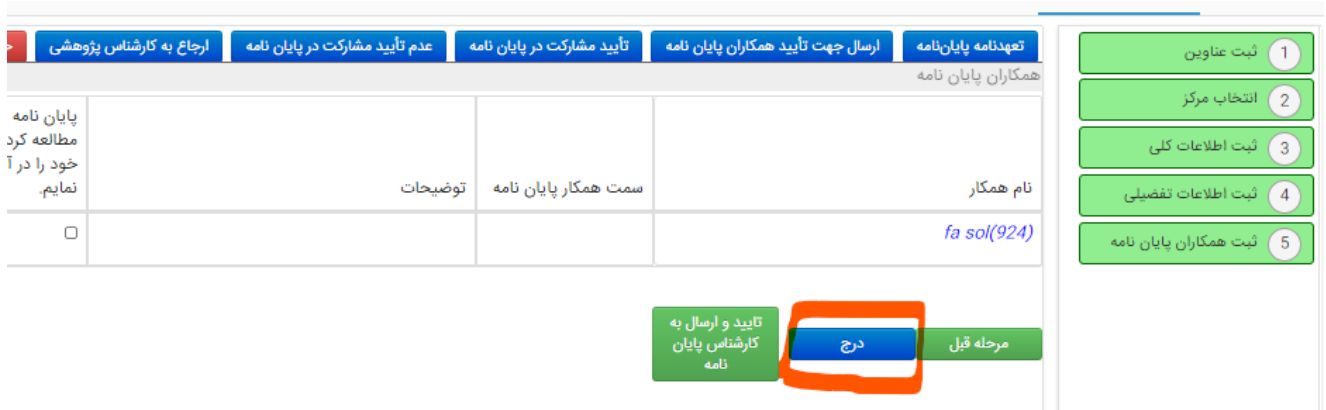 تعهدنامه پایان‌نامه
ارسال جهت تأیید همکاران پایان نامه
تأیید مشارکت در پایان نامه
عدم تأیید مشارکت در پایان نامه
ارجاع به کارشناس پژوهشی
همکاران پایان نامه
نام همکار
سمت همکار پایان نامه
توضیحات
پایان نامه
مطالعه کرد
خود را در آ
نمایم.
fa sol(924)
مرحله قبل
درج
تایید و ارسال به
کارشناس پایان
نامه
1 ثبت عناوین
2 انتخاب مرکز
3 ثبت اطلاعات کلی
4 ثبت اطلاعات تفضیلی
5 ثبت همکاران پایان نامه